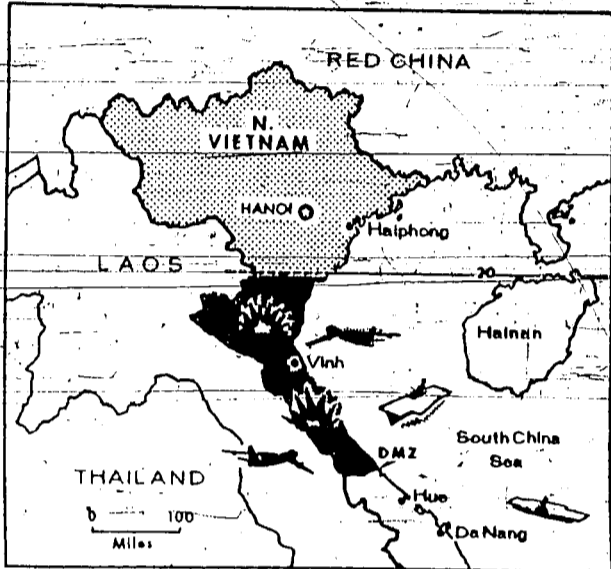 RED CHINA
N.
VIETNAM
HANOI
Haiphong
LAOS
20
Hainan
Vinh
South China
Sea
DMZ
THAILAND
Hue
Da Nang
0 100
Miles